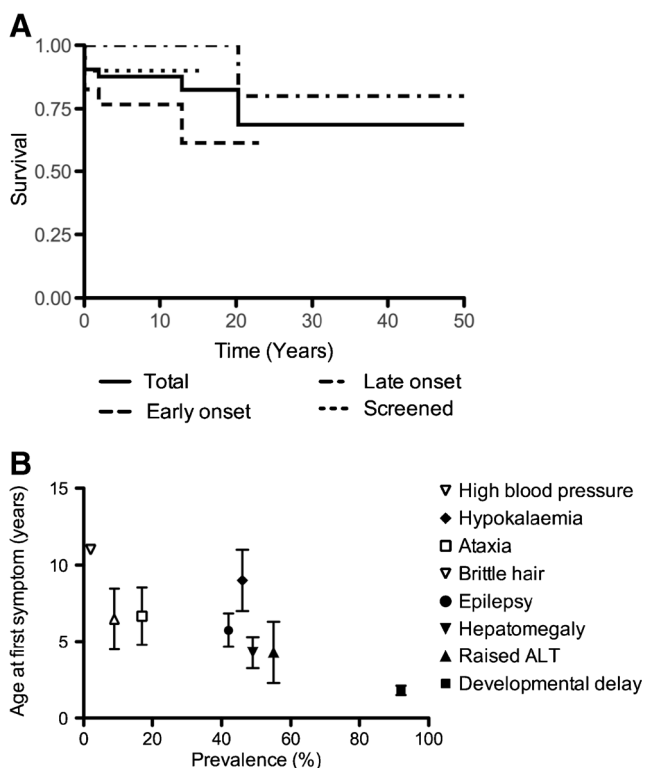 A
1.00
0.75
0.50
0.25
0.00
Survival
0 10 20 30 40 50
Time (Years)
Total
Late onset
Early onset
Screened
B
15
10
5
0
Age at first symptom (years)
0 20 40 60 80 100
Prevalence (%)
High blood pressure
Hypokalaemia
Ataxia
Brittle hair
Epilepsy
Hepatomegaly
Raised ALT
Developmental delay